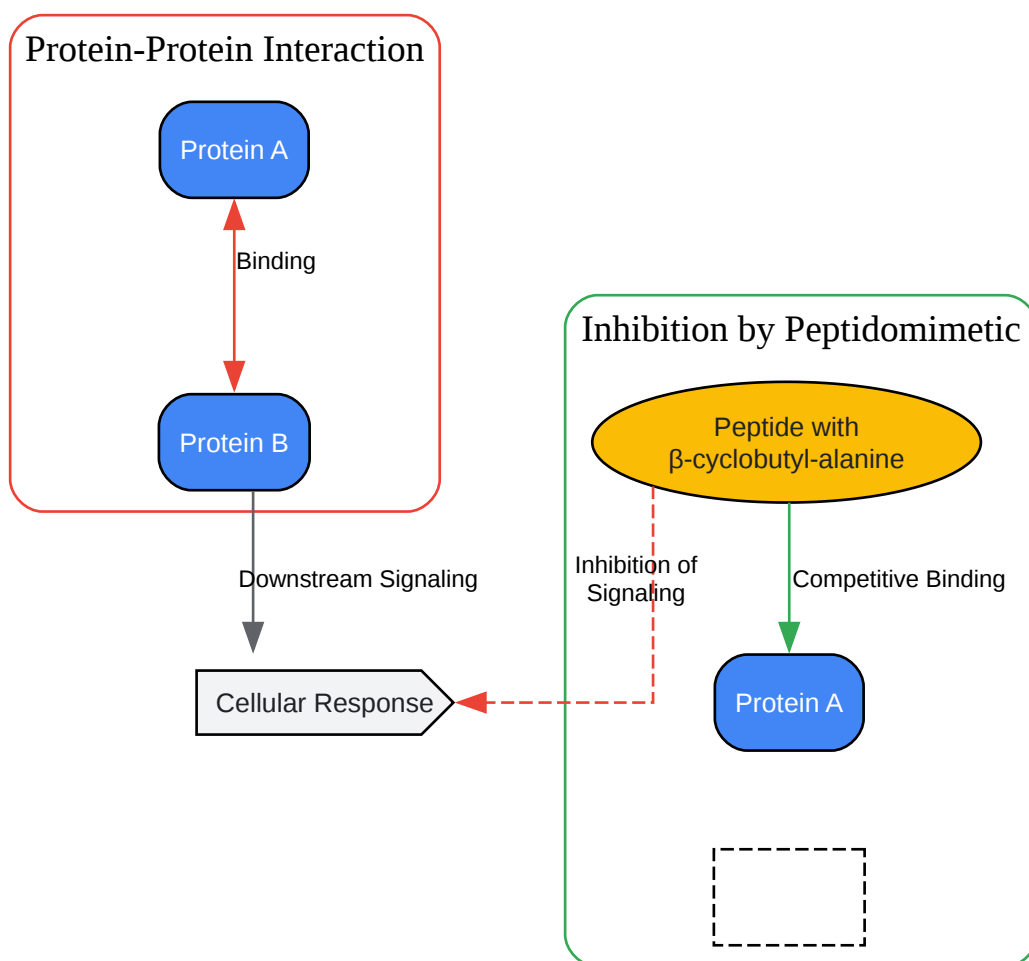 Protein-Protein Interaction
Protein A
Binding
Protein B
Downstream Signaling
Cellular Response
Inhibition by Peptidomimetic
Peptide with
β-cyclobutyl-alanine
Inhibition of
Signaling
Competitive Binding
Protein A